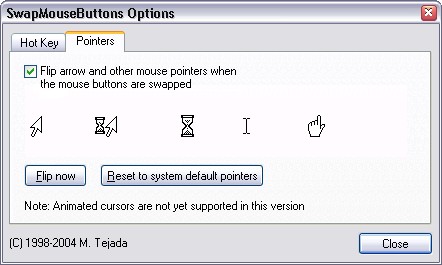 SwapMouseButtons Options
Hot Key Pointers
Flip arrow and other mouse pointers when
the mouse buttons are swapped
Flip now Reset to system default pointers
Note: Animated cursors are not yet supported in this version
(C) 1998-2004 M. Tejada Close